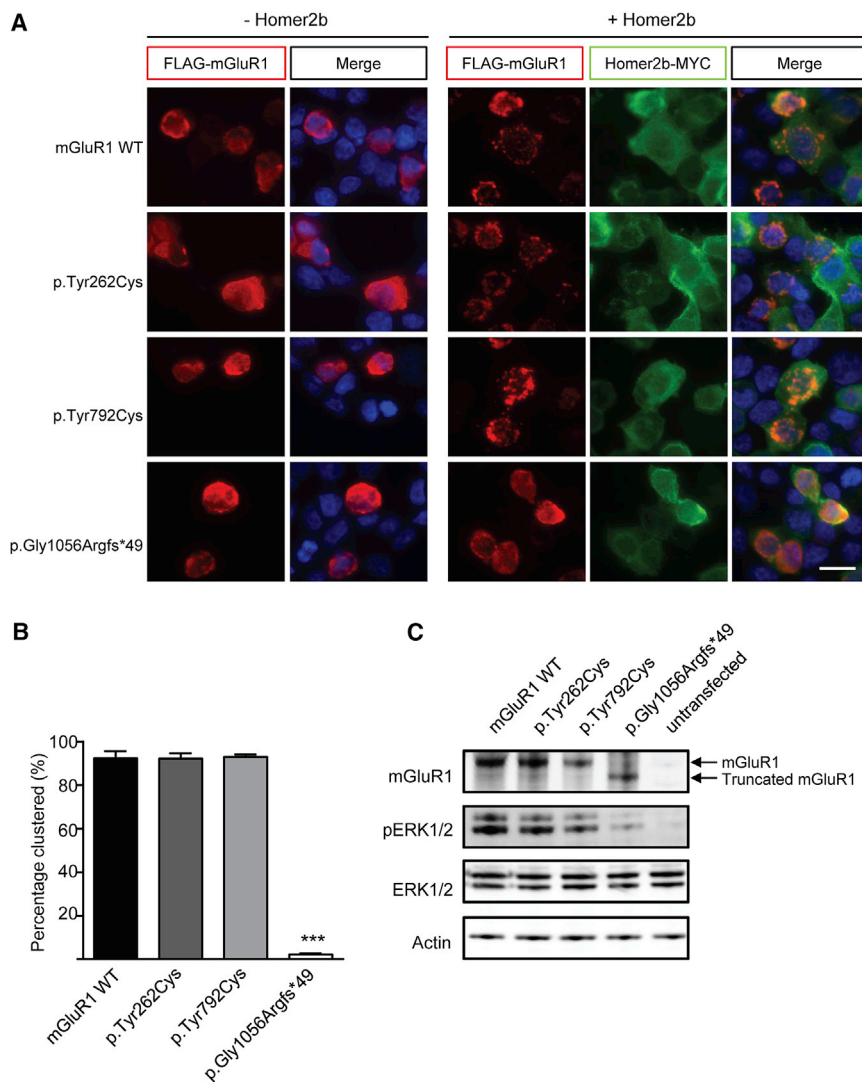 A
- Homer2b
+ Homer2b
FLAG-mGluR1
Merge
FLAG-mGluR1
Homer2b-MYC
Merge
mGluR1 WT
p.Tyr262Cys
p.Tyr792Cys
p.Gly1056Argfs*49
B
Percentage clustered (%)
100
80
60
40
20
***
mGluR1 WT
p.Tyr262Cys
p.Tyr792Cys
p.Gly1056Argfs*49
C
mGluR1 WT
p.Tyr262Cys
p.Tyr792Cys
p.Gly1056Argfs*49
untransfected
mGluR1
mGluR1
Truncated mGluR1
pERK1/2
ERK1/2
Actin